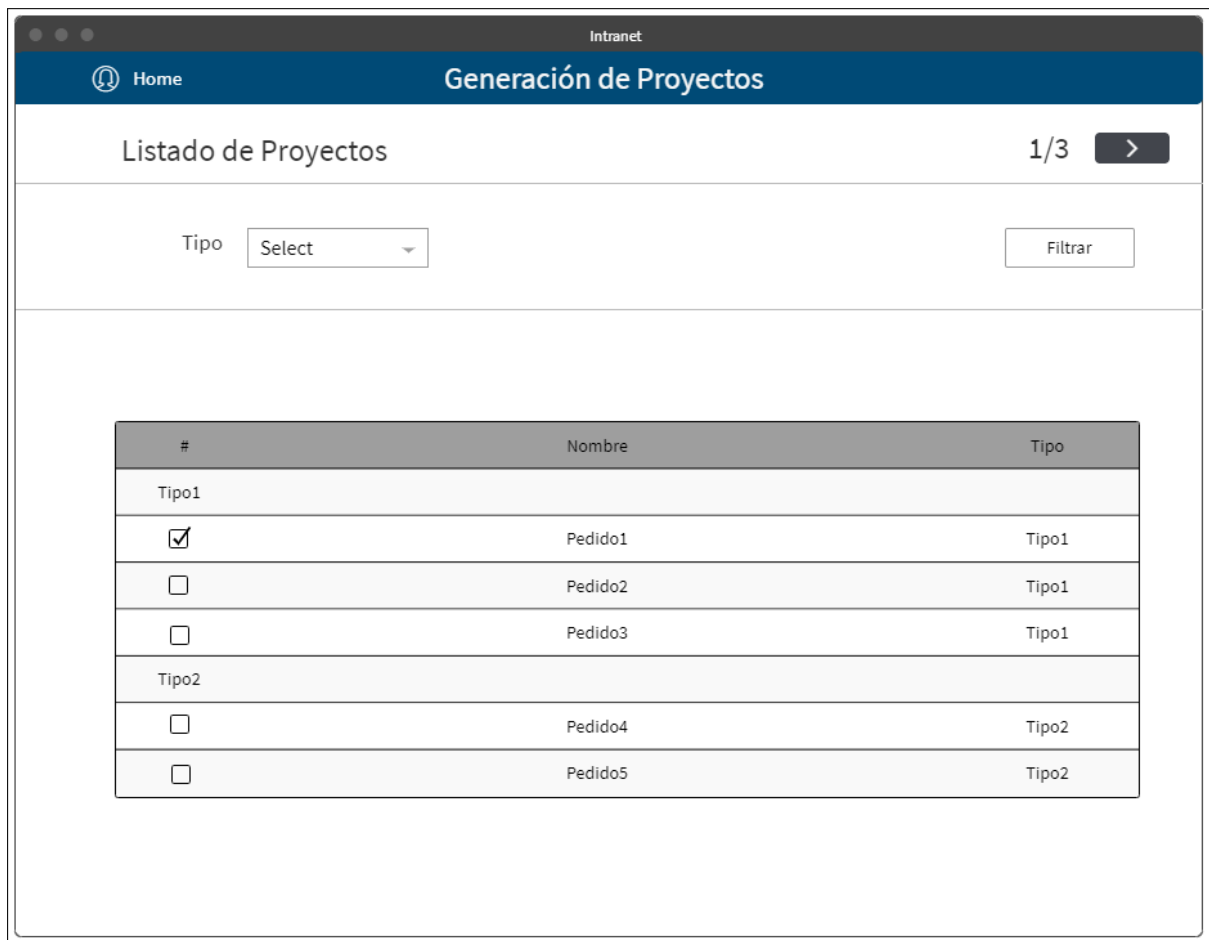 Intranet
Home Generación de Proyectos
Listado de Proyectos 1/3 >
Tipo Select Filtrar
# Nombre Tipo
Tipo1
Pedido1 Tipo1
Pedido2 Tipo1
Pedido3 Tipo1
Tipo2
Pedido4 Tipo2
Pedido5 Tipo2